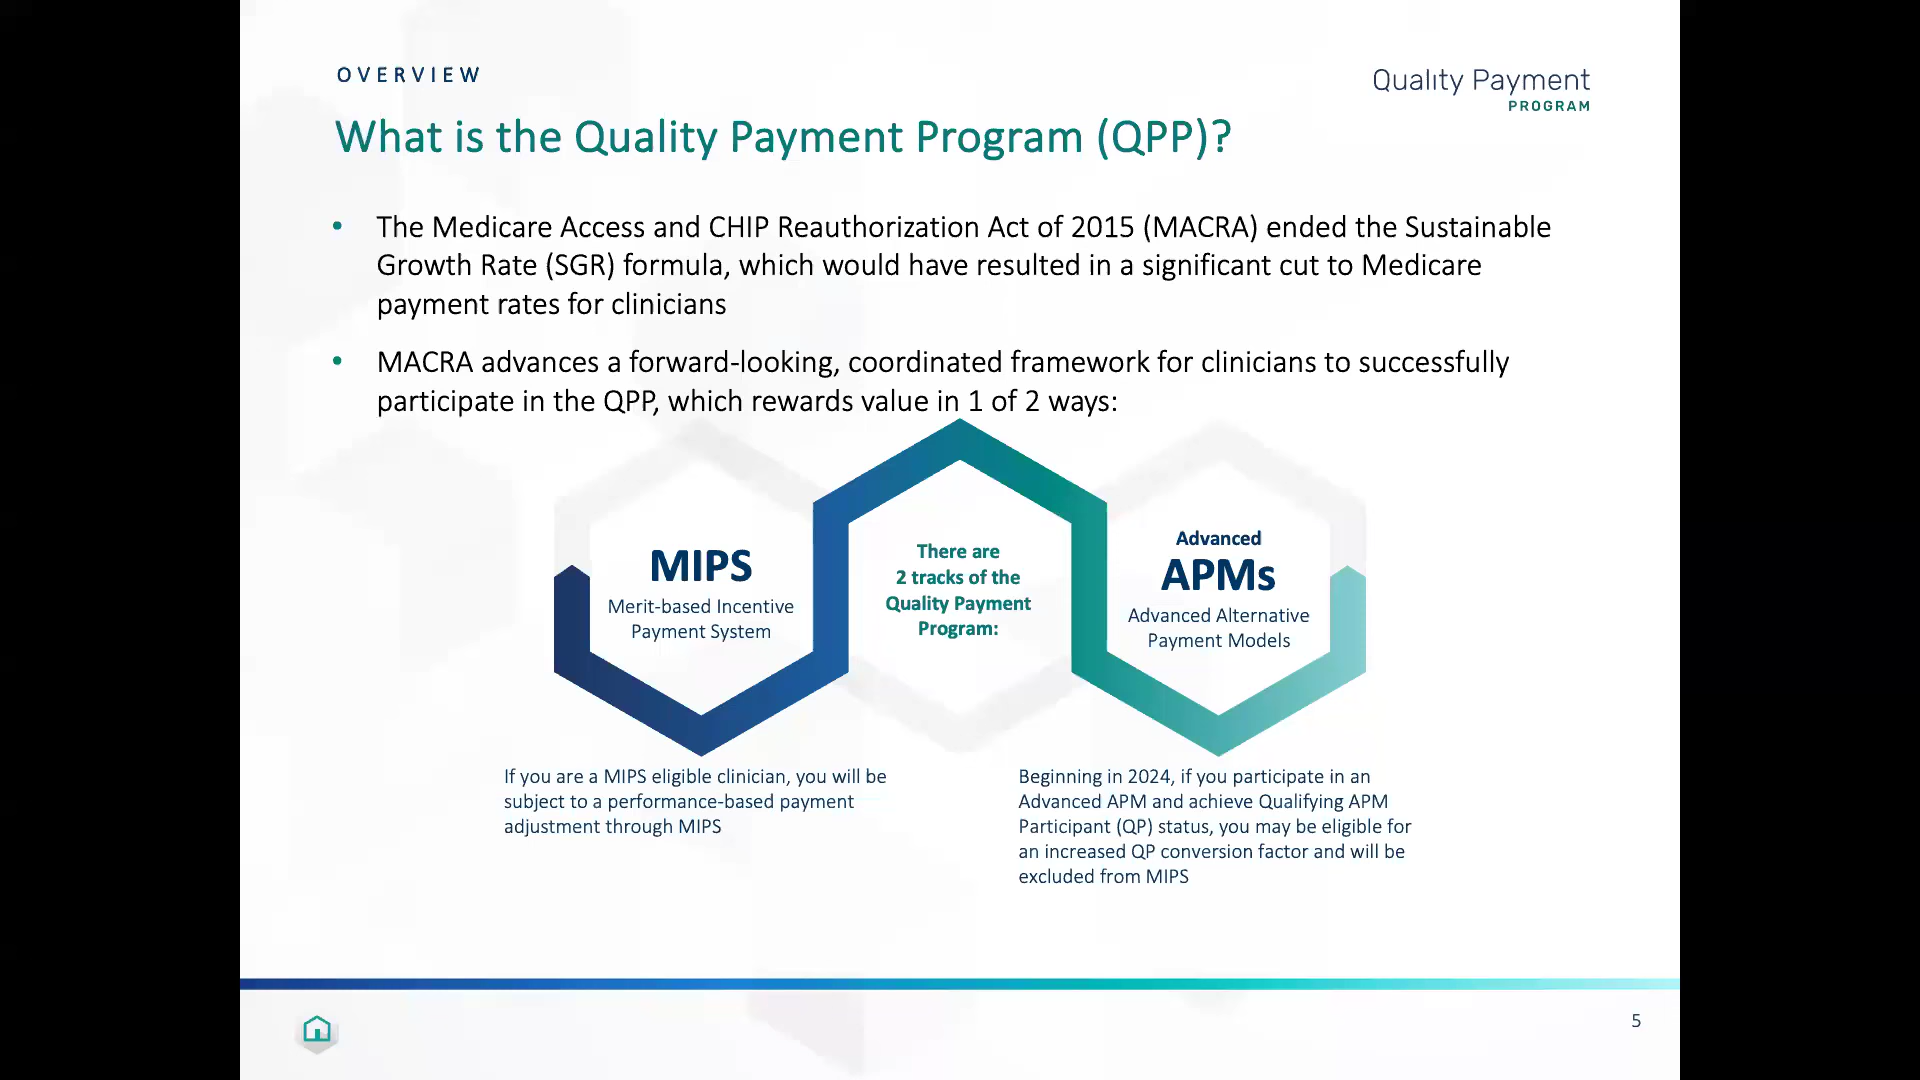 OVERVIEW
Quality Payment
PROGRAM
What is the Quality Payment Program (QPP)?
• The Medicare Access and CHIP Reauthorization Act of 2015 (MACRA) ended the Sustainable
Growth Rate (SGR) formula, which would have resulted in a significant cut to Medicare
payment rates for clinicians
• MACRA advances a forward-looking, coordinated framework for clinicians to successfully
participate in the QPP, which rewards value in 1 of 2 ways:
MIPS
Merit-based Incentive
Payment System
There are
2 tracks of the
Quality Payment
Program:
Advanced
APMs
Advanced Alternative
Payment Models
If you are a MIPS eligible clinician, you will be
subject to a performance-based payment
adjustment through MIPS
Beginning in 2024, if you participate in an
Advanced APM and achieve Qualifying APM
Participant (QP) status, you may be eligible for
an increased QP conversion factor and will be
excluded from MIPS
5